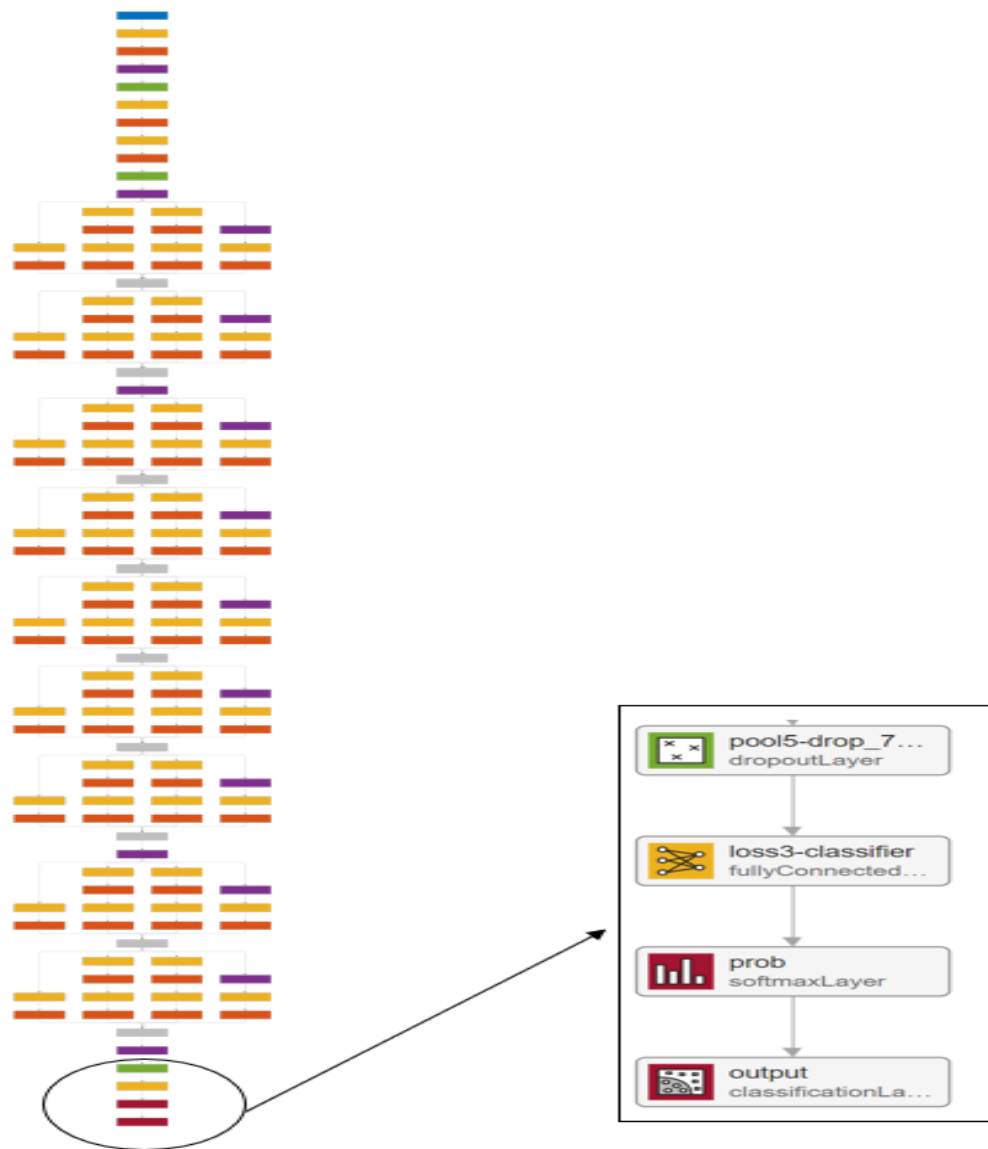 pool5-drop_7...
dropoutLayer
loss3-classifier
fullyConnected...
prob
softmaxLayer
output
classificationLa...